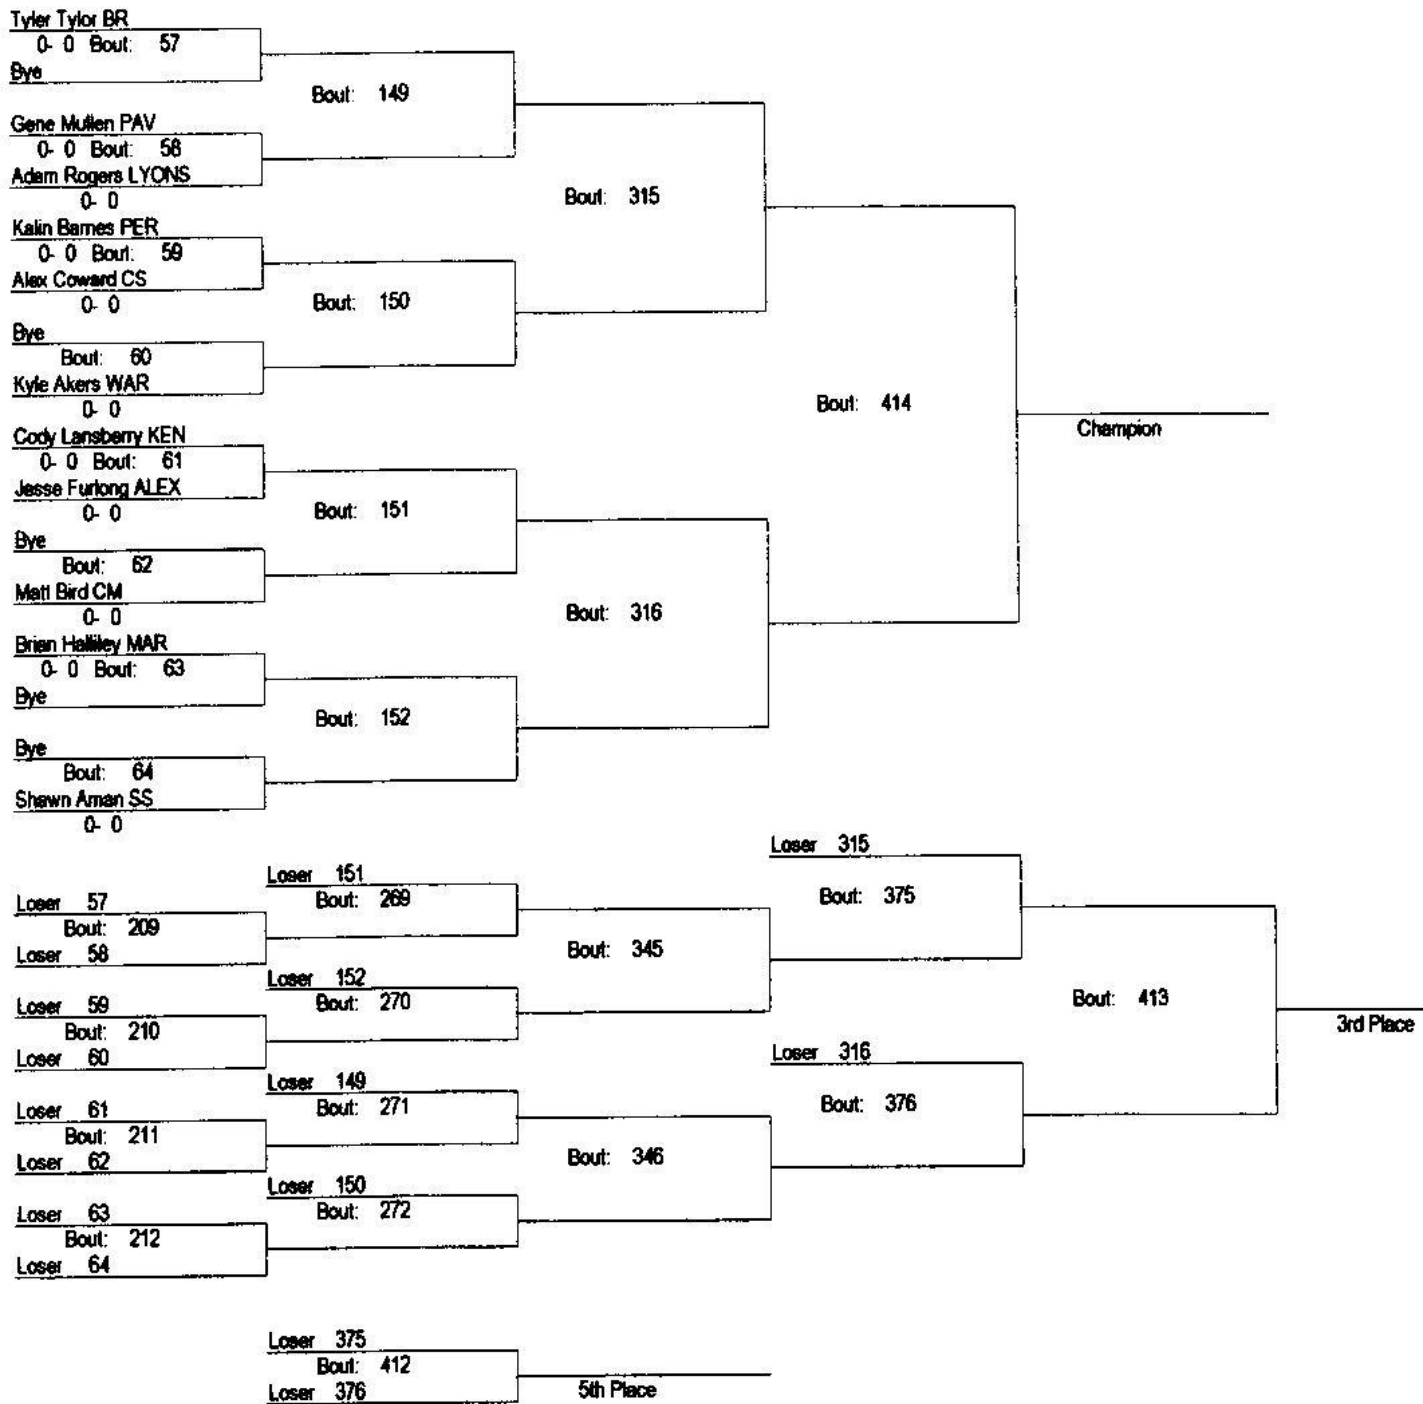 Tyler Tylor BR
0- 0 Bout: 57
Bye
Bout: 149
Gene Mullen PAV
0- 0 Bout: 58
Adam Rogers LYONS
0- 0
Bout: 315
Kalin Barnes PER
0- 0 Bout: 59
Alex Coward CS
0- 0
Bout: 150
Bye
Bout: 60
Kyle Akers WAR
0- 0
Bout: 414
Champion
Cody Lansberry KEN
0- 0 Bout: 61
Jesse Furlong ALEX
0- 0
Bout: 151
Bye
Bout: 62
Matt Bird CM
0- 0
Bout: 316
Brian Halliley MAR
0- 0 Bout: 63
Bye
Bout: 152
Bye
Bout: 64
Shawn Aman SS
0- 0
Loser 315
Loser 151
Bout: 269
Bout: 375
Loser 57
Bout: 209
Loser 58
Bout: 345
Loser 152
Bout: 270
Loser 59
Bout: 210
Loser 60
Bout: 413
3rd Place
Loser 316
Loser 149
Bout: 271
Bout: 376
Loser 61
Bout: 211
Loser 62
Bout: 346
Loser 150
Bout: 272
Loser 63
Bout: 212
Loser 64
Loser 375
Bout: 412
Loser 376
5th Place